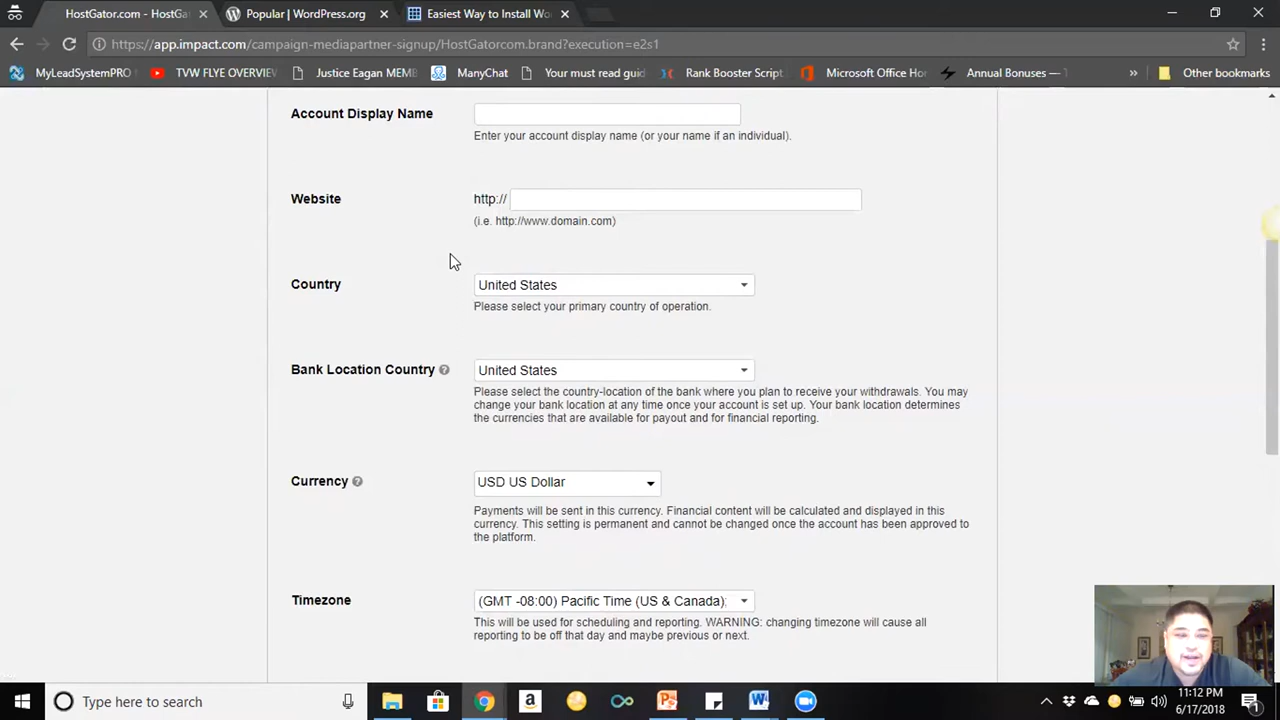 HostGator.com - HostGa
Popular | WordPress.org
Easiest Way to Install Wo
https://app.impact.com/campaign-mediapartner-signup/HostGatorcom.brand?execution=e2s1
MyLeadSystemPRO
TVW FLYE OVERVIEW
Justice Eagan MEMB
ManyChat
Your must read guid
Rank Booster Script
Microsoft Office Hom
Annual Bonuses — T
»
Other bookmarks
Account Display Name
Enter your account display name (or your name if an individual).
Website
http://
(i.e. http://www.domain.com)
Country
United States
Please select your primary country of operation.
Bank Location Country ?
United States
Please select the country-location of the bank where you plan to receive your withdrawals. You may
change your bank location at any time once your account is set up. Your bank location determines
the currencies that are available for payout and for financial reporting.
Currency ?
USD US Dollar
Payments will be sent in this currency. Financial content will be calculated and displayed in this
currency. This setting is permanent and cannot be changed once the account has been approved to
the platform.
Timezone
(GMT -08:00) Pacific Time (US & Canada);
This will be used for scheduling and reporting. WARNING: changing timezone will cause all
reporting to be off that day and maybe previous or next.
Type here to search
a
11:12 PM
6/17/2018